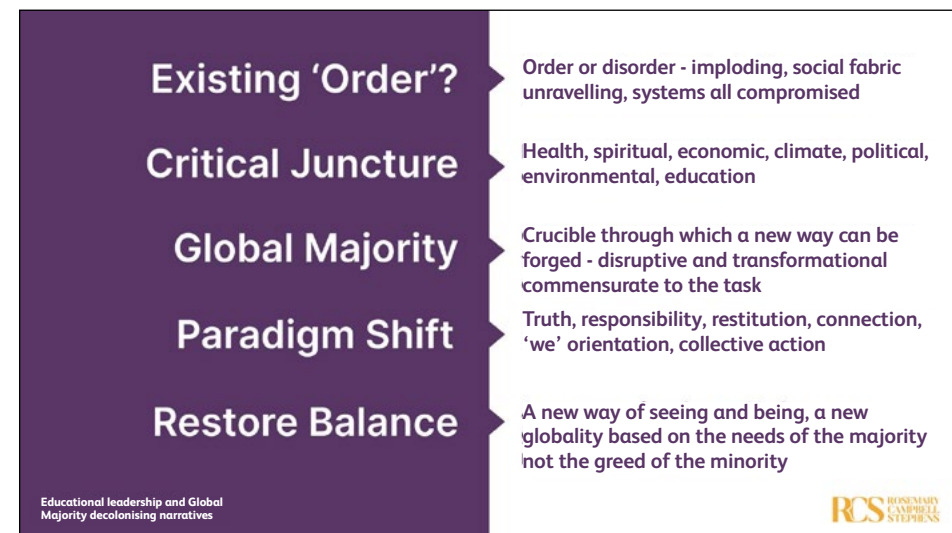 Existing ‘Order’?
Order or disorder - imploding, social fabric
unravelling, systems all compromised
Critical Juncture
Health, spiritual, economic, climate, political,
environmental, education
Global Majority
Crucible through which a new way can be
forged - disruptive and transformational
commensurate to the task
Paradigm Shift
Truth, responsibility, restitution, connection,
‘we’ orientation, collective action
Restore Balance
A new way of seeing and being, a new
globality based on the needs of the majority
not the greed of the minority
Educational leadership and Global
Majority decolonising narratives
RCS
ROSEMARY
CAMPBELL
STEPHENS